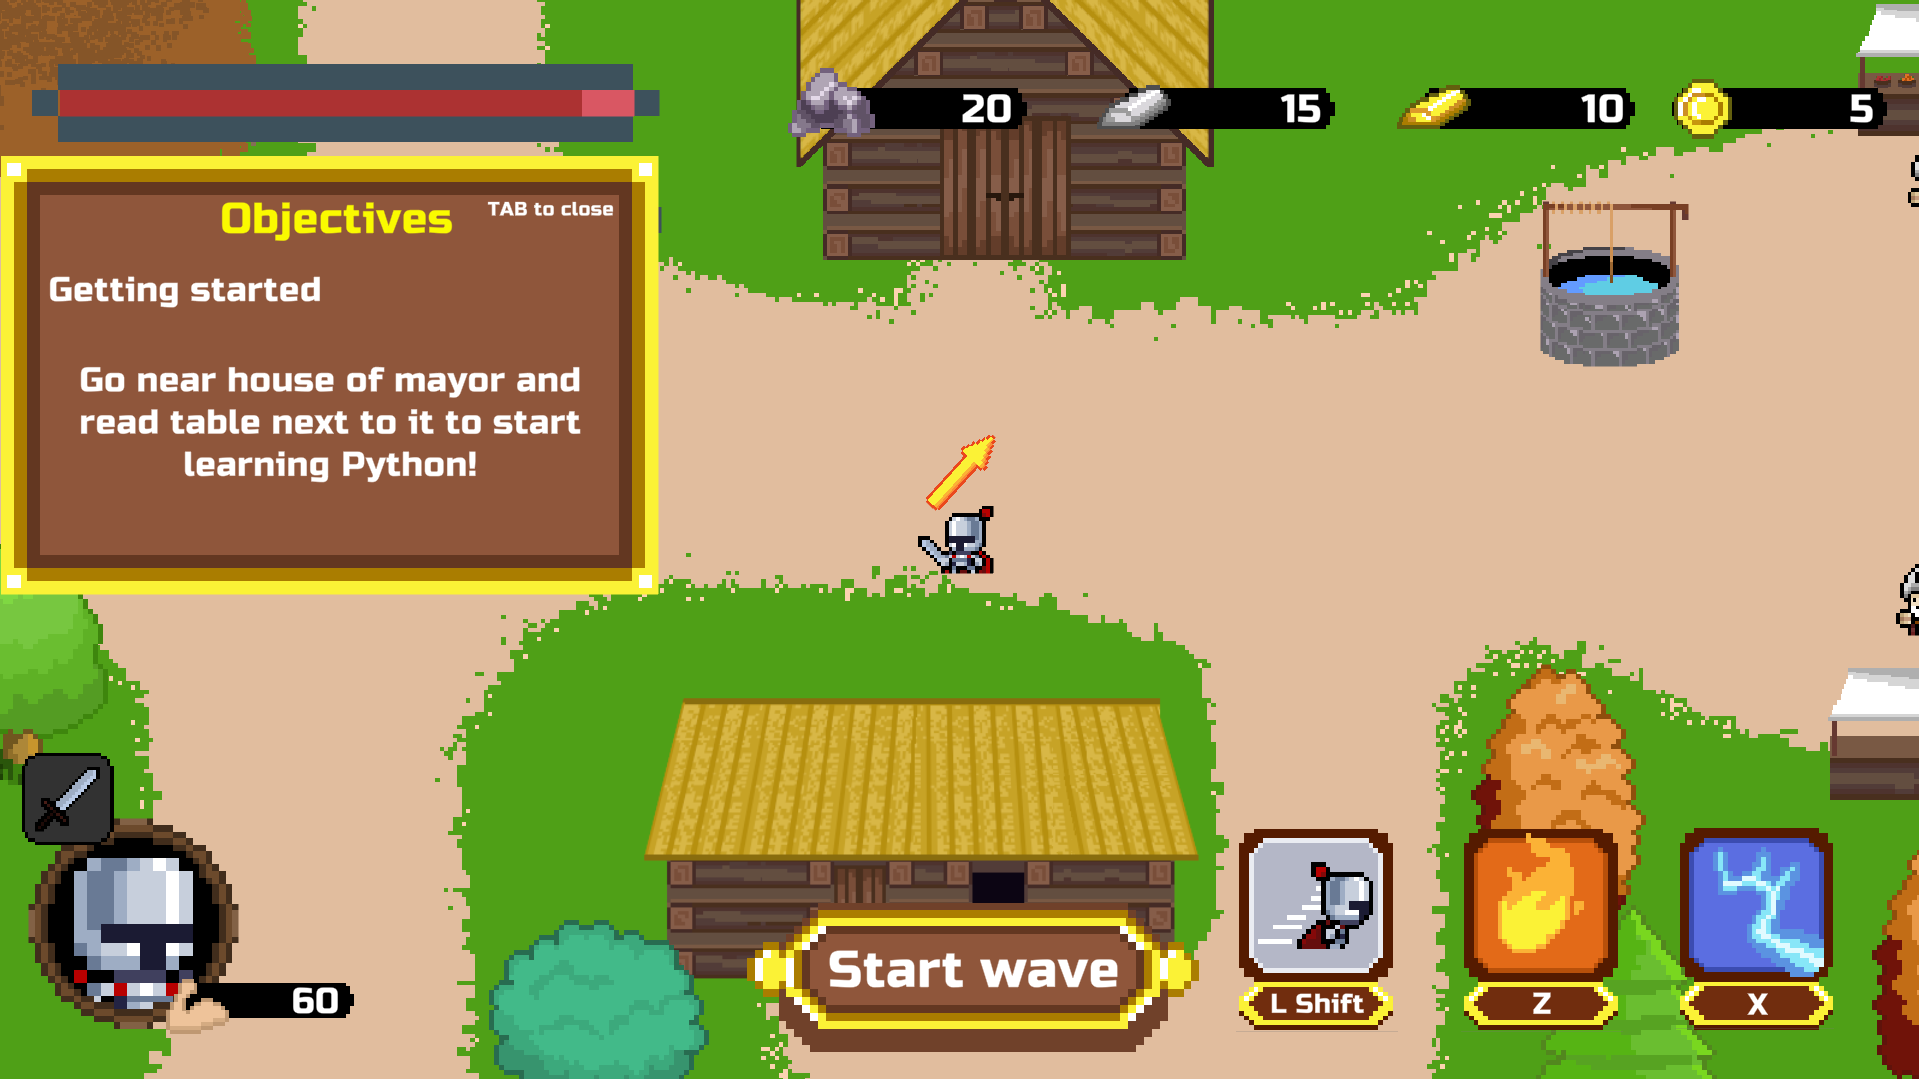 20
15
10
5
Objectives
TAB to close
Getting started
Go near house of mayor and
read table next to it to start
learning Python!
60
Start wave
L Shift
Z
X